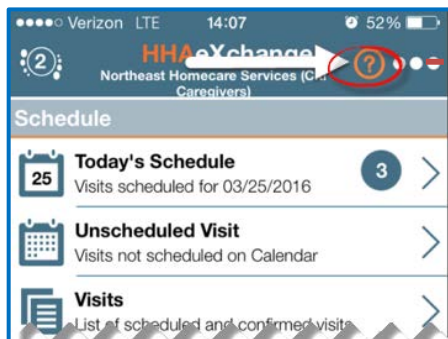 Verizon LTE 14:07 52%
2 HHAeXchange ?
Northeast Homecare Services (Old
Caregivers)
Schedule
25 Today's Schedule 3
Visits scheduled for 03/25/2016
Unscheduled Visit
Visits not scheduled on Calendar
Visits
List of scheduled and confirmed visits